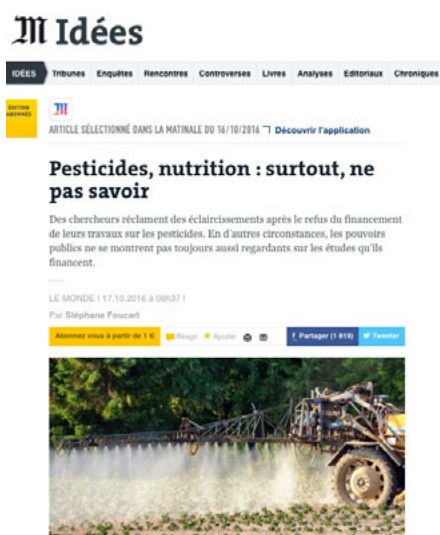 M Idées
IDÉES Tribunes Enquêtes Rencontres Controverses Livres Analyses Editoriaux Chroniques
ÉDITION
ABONNÉS
M
ARTICLE SÉLECTIONNÉ DANS LA MATINALE DU 16/10/2016 Découvrir l'application
Pesticides, nutrition : surtout, ne
pas savoir
Des chercheurs réclament des éclaircissements après le refus du financement
de leurs travaux sur les pesticides. En d'autres circonstances, les pouvoirs
publics ne se montrent pas toujours aussi regardants sur les études qu'ils
financent.
LE MONDE | 17.10.2016 à 06h37 |
Par Stéphane Foucart
Abonnez vous à partir de 1 € Réagir Ajouter f Partager (1 819) Tweeter